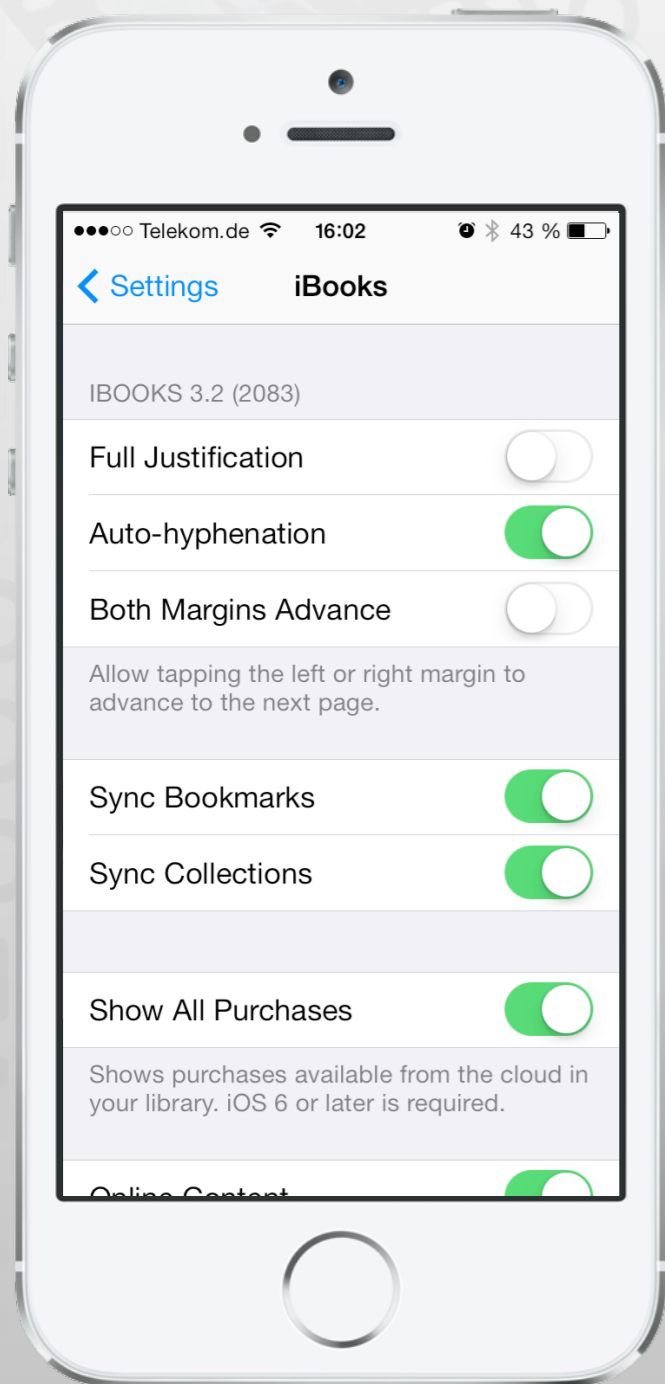 ●●●○○ Telekom.de 16:02 43 %
Settings iBooks
IBOOKS 3.2 (2083)
Full Justification
Auto-hyphenation
Both Margins Advance
Allow tapping the left or right margin to
advance to the next page.
Sync Bookmarks
Sync Collections
Show All Purchases
Shows purchases available from the cloud in
your library. iOS 6 or later is required.
Online Content